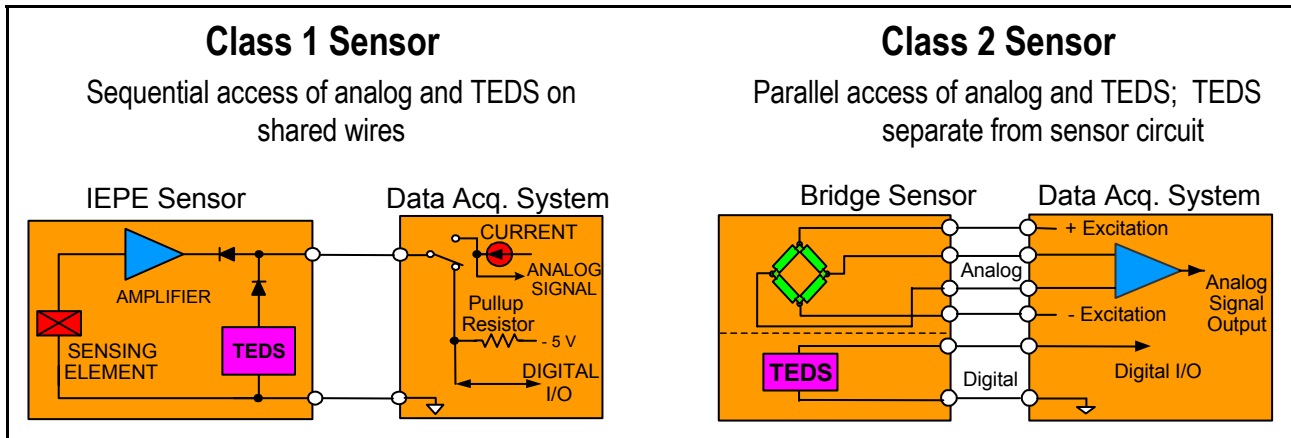 Class 1 Sensor
Sequential access of analog and TEDS on
shared wires
IEPE Sensor
Data Acq. System
AMPLIFIER
SENSING
ELEMENT
TEDS
CURRENT
ANALOG
SIGNAL
Pullup
Resistor
- 5 V
DIGITAL
I/O
Class 2 Sensor
Parallel access of analog and TEDS; TEDS
separate from sensor circuit
Bridge Sensor
Data Acq. System
+ Excitation
Analog
Analog
Signal
Output
- Excitation
TEDS
Digital
Digital I/O